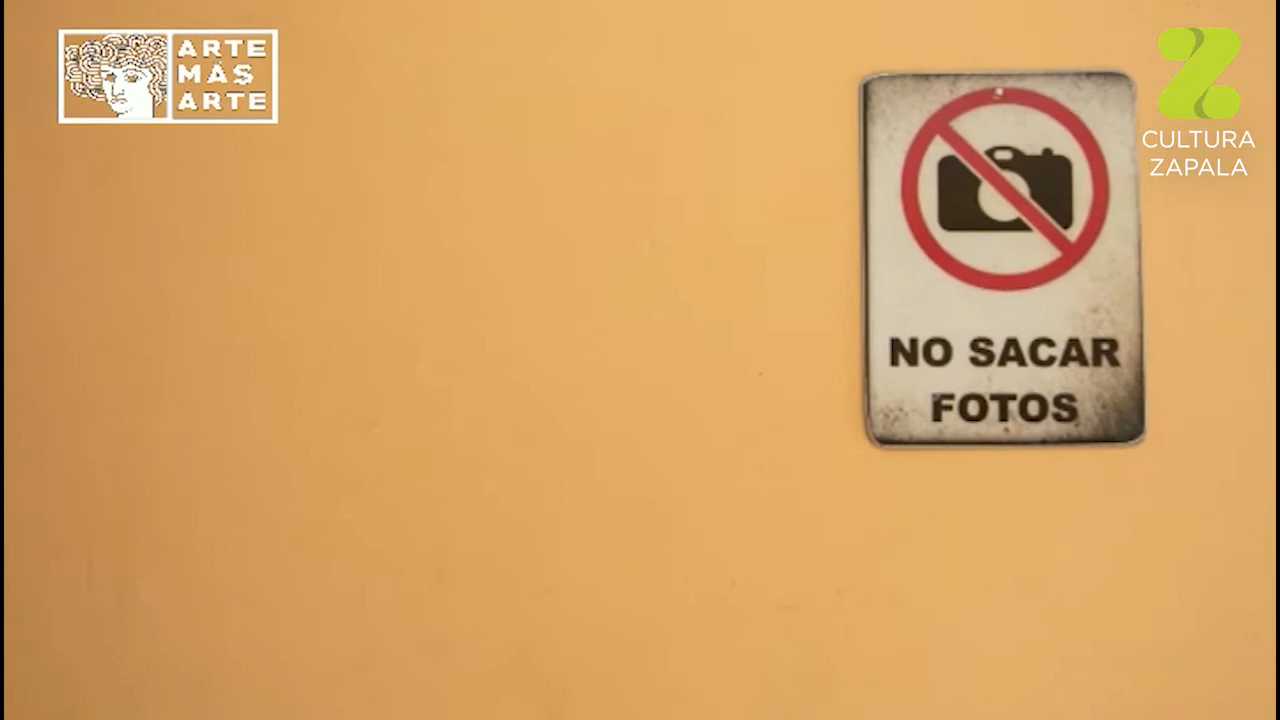 ARTE
MÁS
ARTE
CULTURA
ZAPALA
NO SACAR
FOTOS